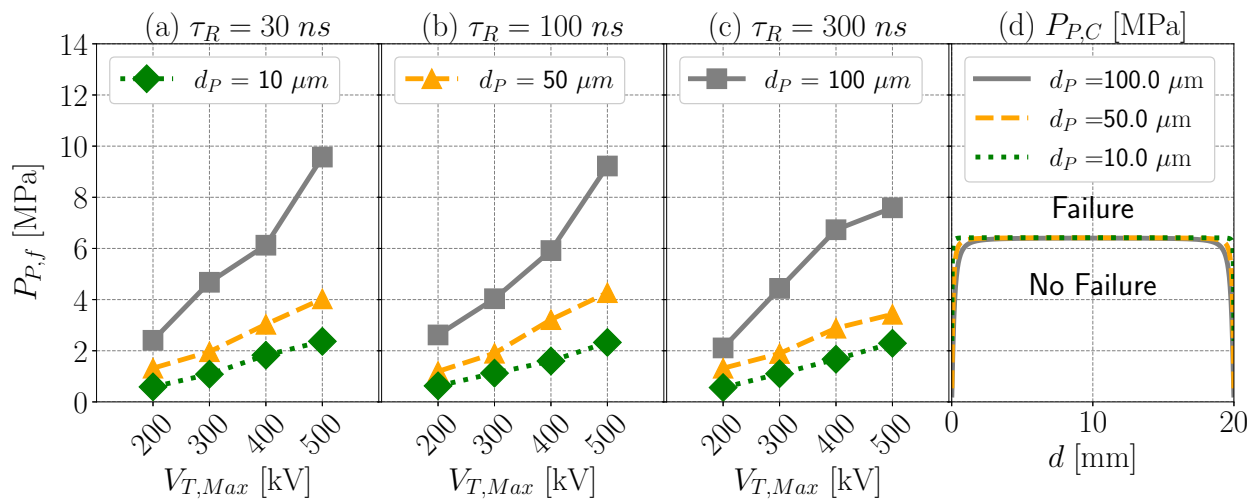 (a) τ_R = 30 ns
(b) τ_R = 100 ns
(c) τ_R = 300 ns
(d) P_{P,C} [MPa]
P_{P,f} [MPa]
14
12
10
8
6
4
2
0
d_P = 10 μm
d_P = 50 μm
d_P = 100 μm
d_P =100.0 μm
d_P =50.0 μm
d_P =10.0 μm
Failure
No Failure
200 300 400 500
200 300 400 500
200 300 400 500
0 10 20
V_{T,Max} [kV]
V_{T,Max} [kV]
V_{T,Max} [kV]
d [mm]